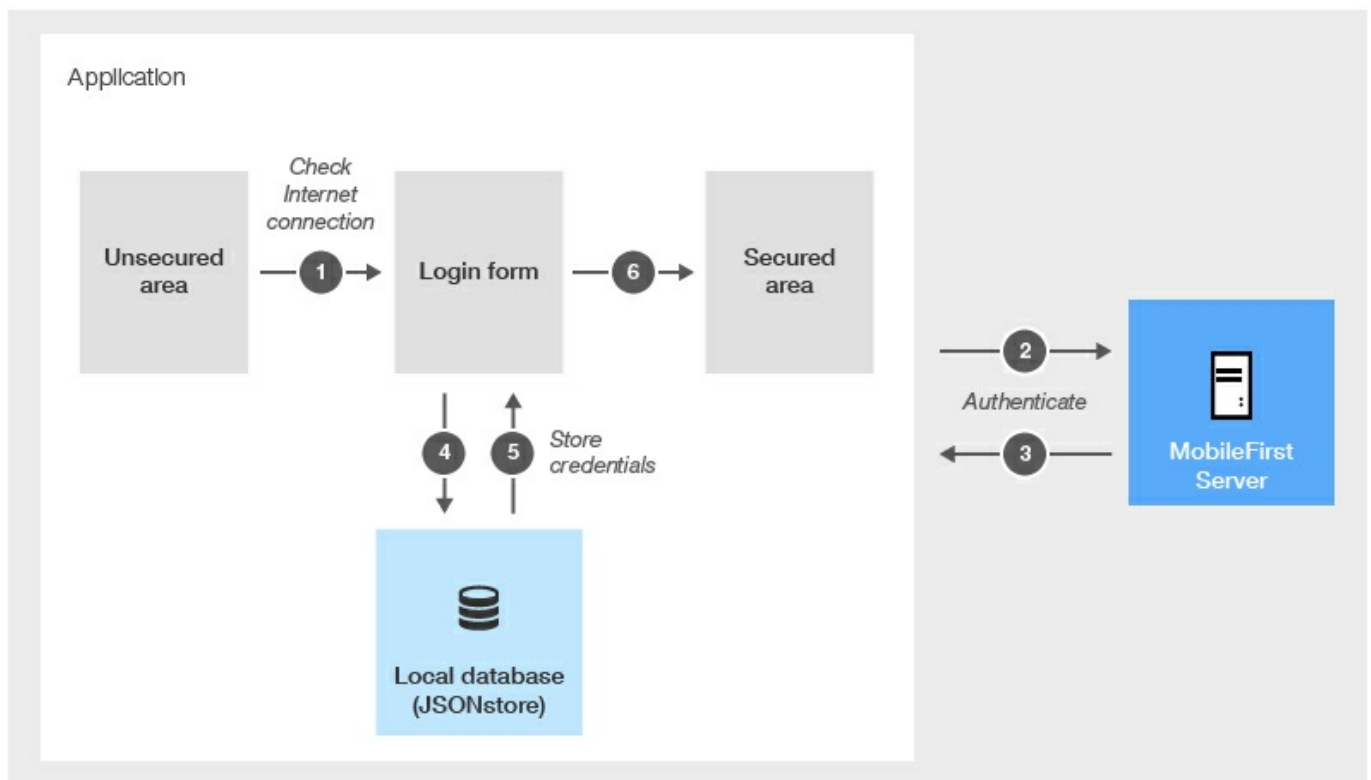 Application
Check
Internet
connection
Unsecured
area
1
Login form
6
Secured
area
2
Authenticate
3
MobileFirst
Server
4
5
Store
credentials
Local database
(JSONstore)